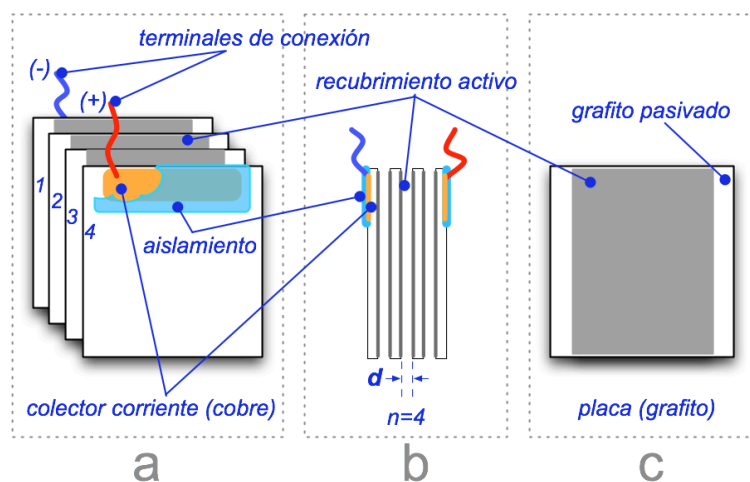 terminales de conexión
(-)
(+)
recubrimiento activo
grafito pasivado
1
2
3
4
aislamiento
d
colector corriente (cobre)
n=4
placa (grafito)
a
b
c